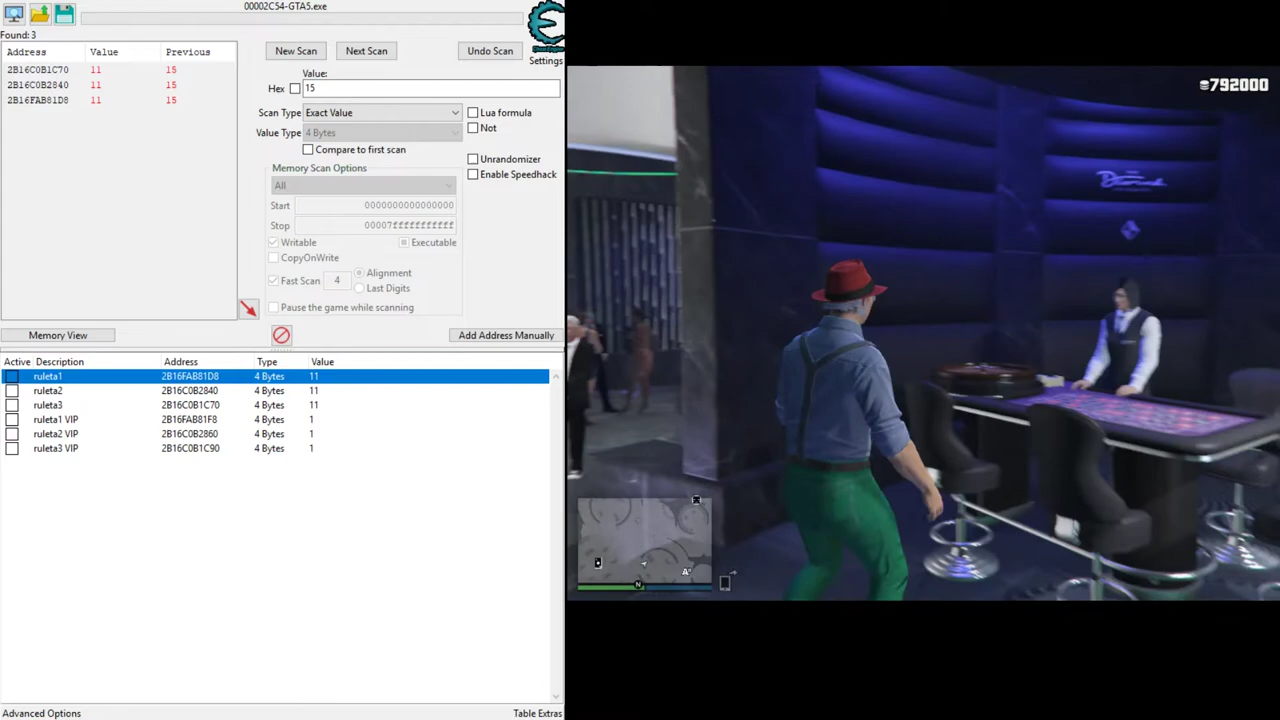 00002C54-GTA5.exe
Found: 3
Address Value Previous
2B16C0B1C70 11 15
2B16C0B2840 11 15
2B16FAB81D8 11 15
New Scan Next Scan Undo Scan
Settings
Value:
Hex 15
Scan Type Exact Value
Lua formula
Value Type 4 Bytes
Not
Compare to first scan
Memory Scan Options
All
Unrandomizer
Enable Speedhack
Start 0000000000000000
Stop 00007fffffffffff
Writable Executable
CopyOnWrite
Fast Scan 4 Alignment
Last Digits
Pause the game while scanning
Memory View Add Address Manually
Active Description Address Type Value
ruleta1 2B16FAB81D8 4 Bytes 11
ruleta2 2B16C0B2840 4 Bytes 11
ruleta3 2B16C0B1C70 4 Bytes 11
ruleta1 VIP 2B16FAB81F8 4 Bytes 1
ruleta2 VIP 2B16C0B2860 4 Bytes 1
ruleta3 VIP 2B16C0B1C90 4 Bytes 1
Advanced Options Table Extras
792000
Diamond
N